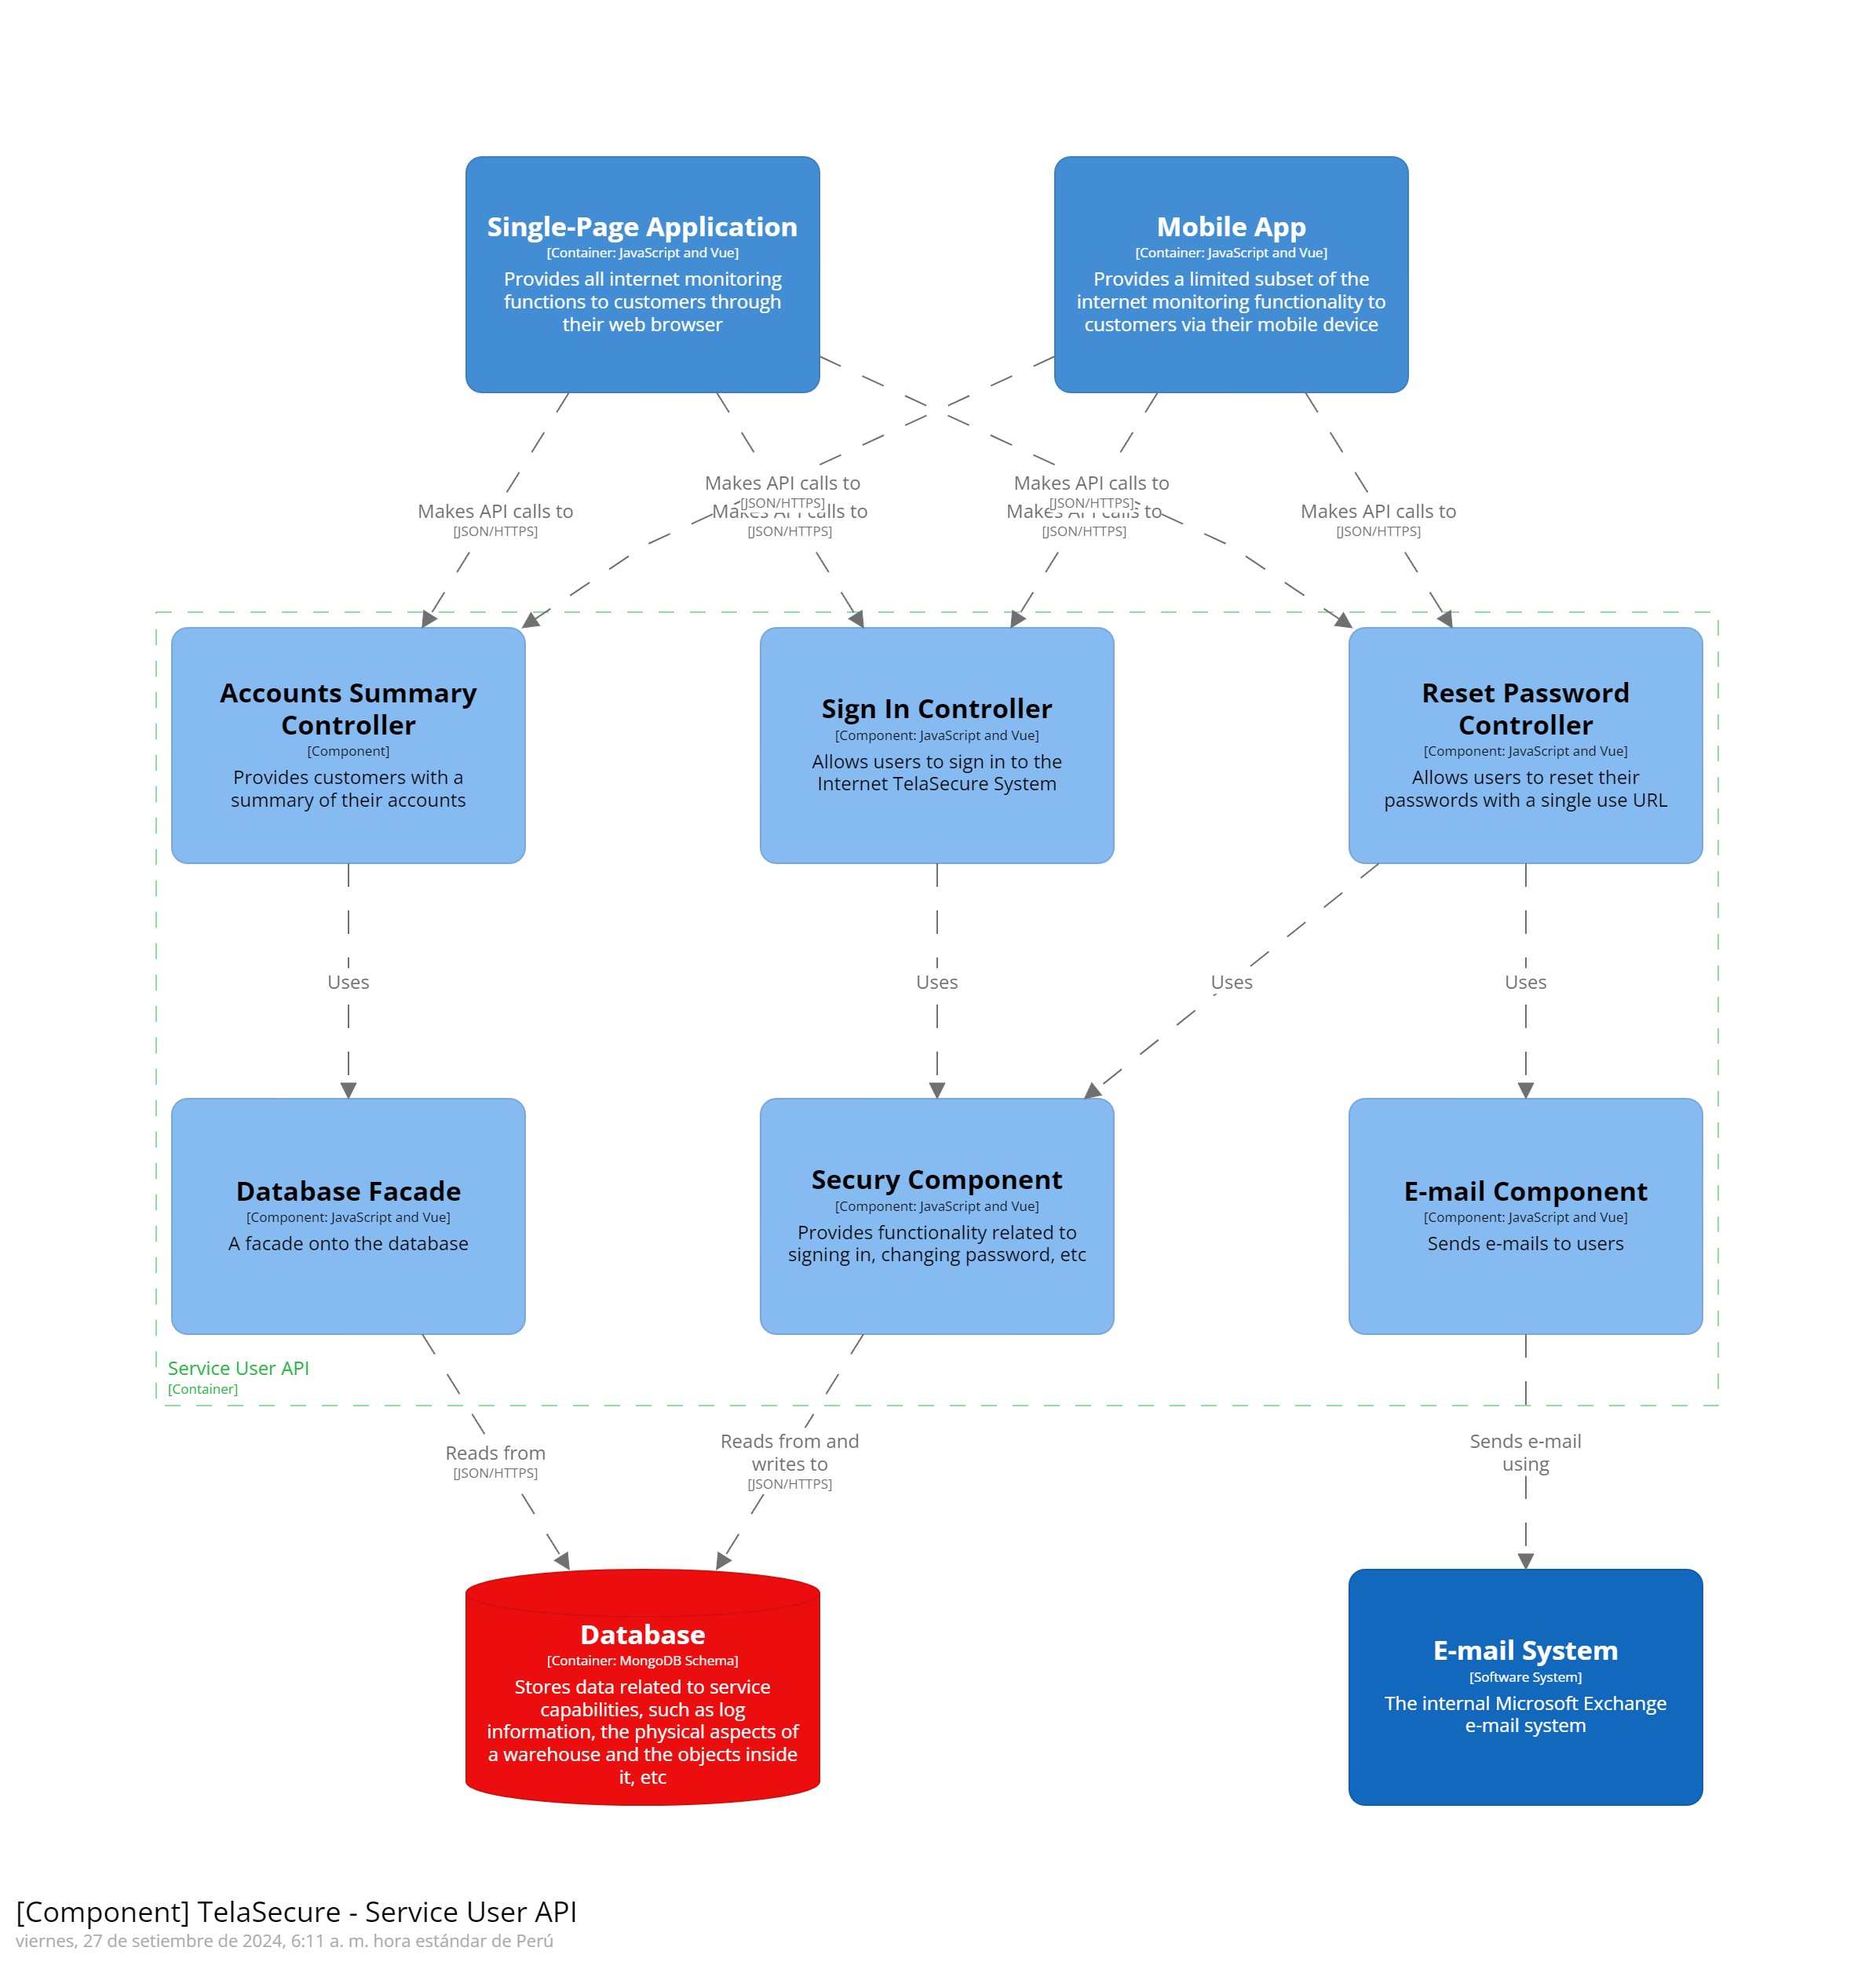 Single-Page Application
[Container: JavaScript and Vue]
Provides all internet monitoring
functions to customers through
their web browser
Mobile App
[Container: JavaScript and Vue]
Provides a limited subset of the
internet monitoring functionality to
customers via their mobile device
Makes API calls to
[JSON/HTTPS]
Makes API calls to
[JSON/HTTPS]
Makes API calls to
[JSON/HTTPS]
Makes API calls to
[JSON/HTTPS]
Makes API calls to
[JSON/HTTPS]
Makes API calls to
[JSON/HTTPS]
Accounts Summary
Controller
[Component]
Provides customers with a
summary of their accounts
Sign In Controller
[Component: JavaScript and Vue]
Allows users to sign in to the
Internet TelaSecure System
Reset Password
Controller
[Component: JavaScript and Vue]
Allows users to reset their
passwords with a single use URL
Uses
Uses
Uses
Uses
Database Facade
[Component: JavaScript and Vue]
A facade onto the database
Secury Component
[Component: JavaScript and Vue]
Provides functionality related to
signing in, changing password, etc
E-mail Component
[Component: JavaScript and Vue]
Sends e-mails to users
Service User API
[Container]
Reads from
[JSON/HTTPS]
Reads from and
writes to
[JSON/HTTPS]
Sends e-mail
using
Database
[Container: MongoDB Schema]
Stores data related to service
capabilities, such as log
information, the physical aspects of
a warehouse and the objects inside
it, etc
E-mail System
[Software System]
The internal Microsoft Exchange
e-mail system
[Component] TelaSecure - Service User API
viernes, 27 de setiembre de 2024, 6:11 a. m. hora estándar de Perú